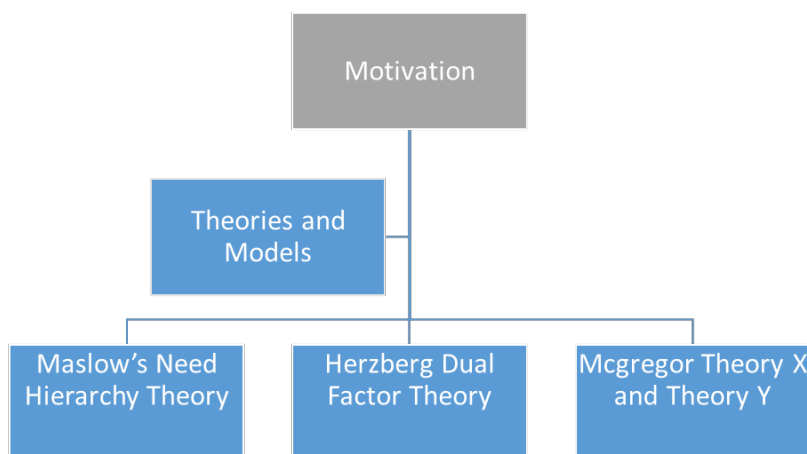 Motivation
Theories and
Models
Maslow's Need
Hierarchy Theory
Herzberg Dual
Factor Theory
Mcgregor Theory X
and Theory Y